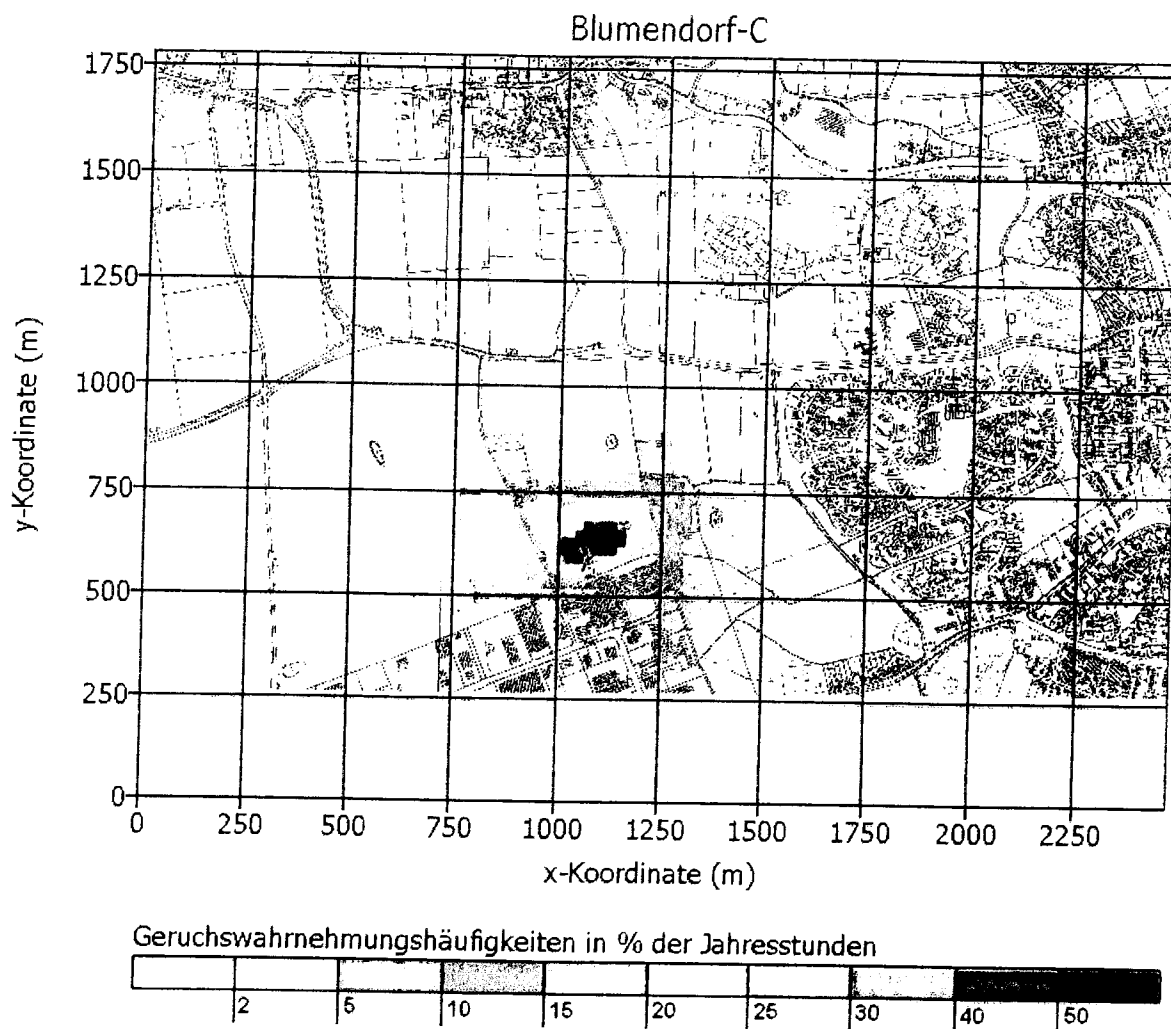 Blumendorf-C
1750
1500
1250
1000
750
500
250
0
y-Koordinate (m)
0 250 500 750 1000 1250 1500 1750 2000 2250
x-Koordinate (m)
Geruchswahrnehmungshäufigkeiten in % der Jahresstunden
2 5 10 15 20 25 30 40 50